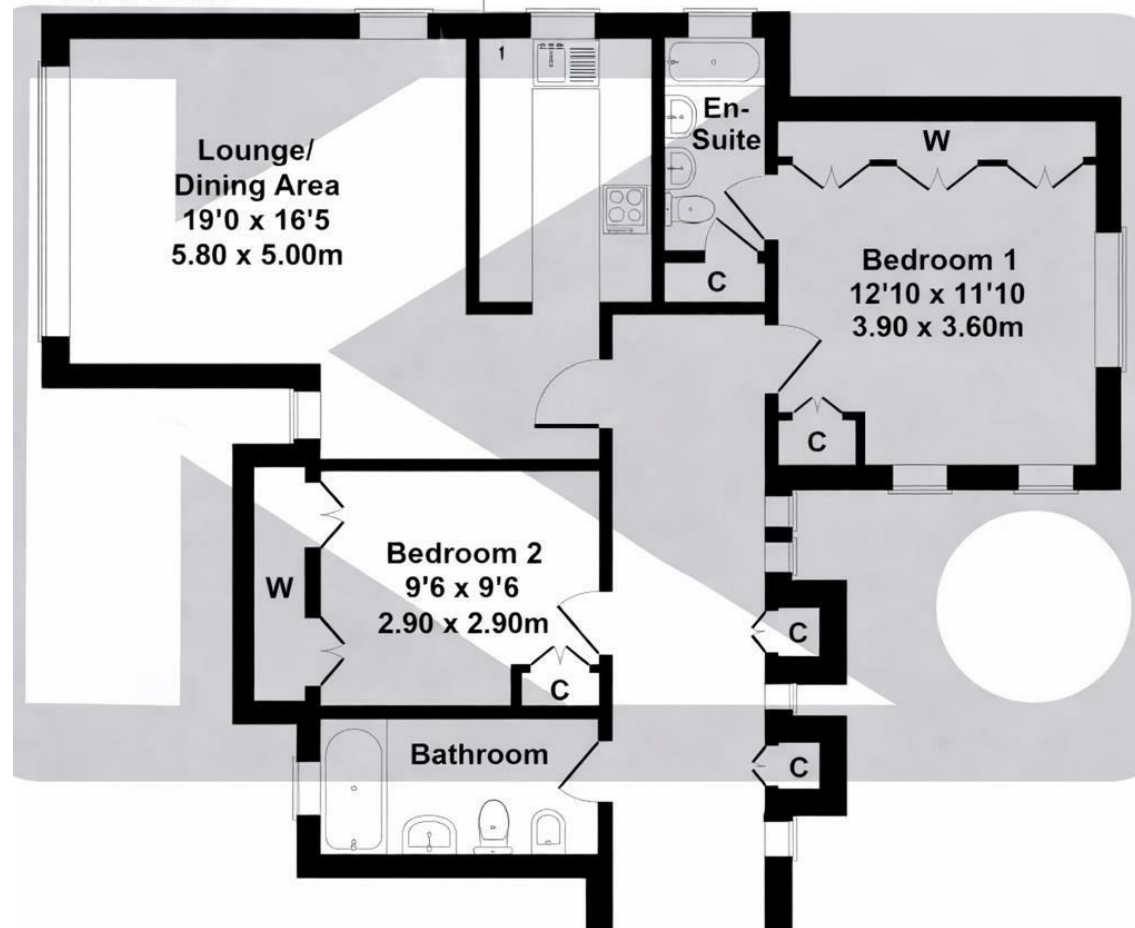 Lounge/
Dining Area
19'0 x 16'5
5.80 x 5.00m
1
En-
Suite
C
W
Bedroom 1
12'10 x 11'10
3.90 x 3.60m
C
W
Bedroom 2
9'6 x 9'6
2.90 x 2.90m
C
C
Bathroom
C